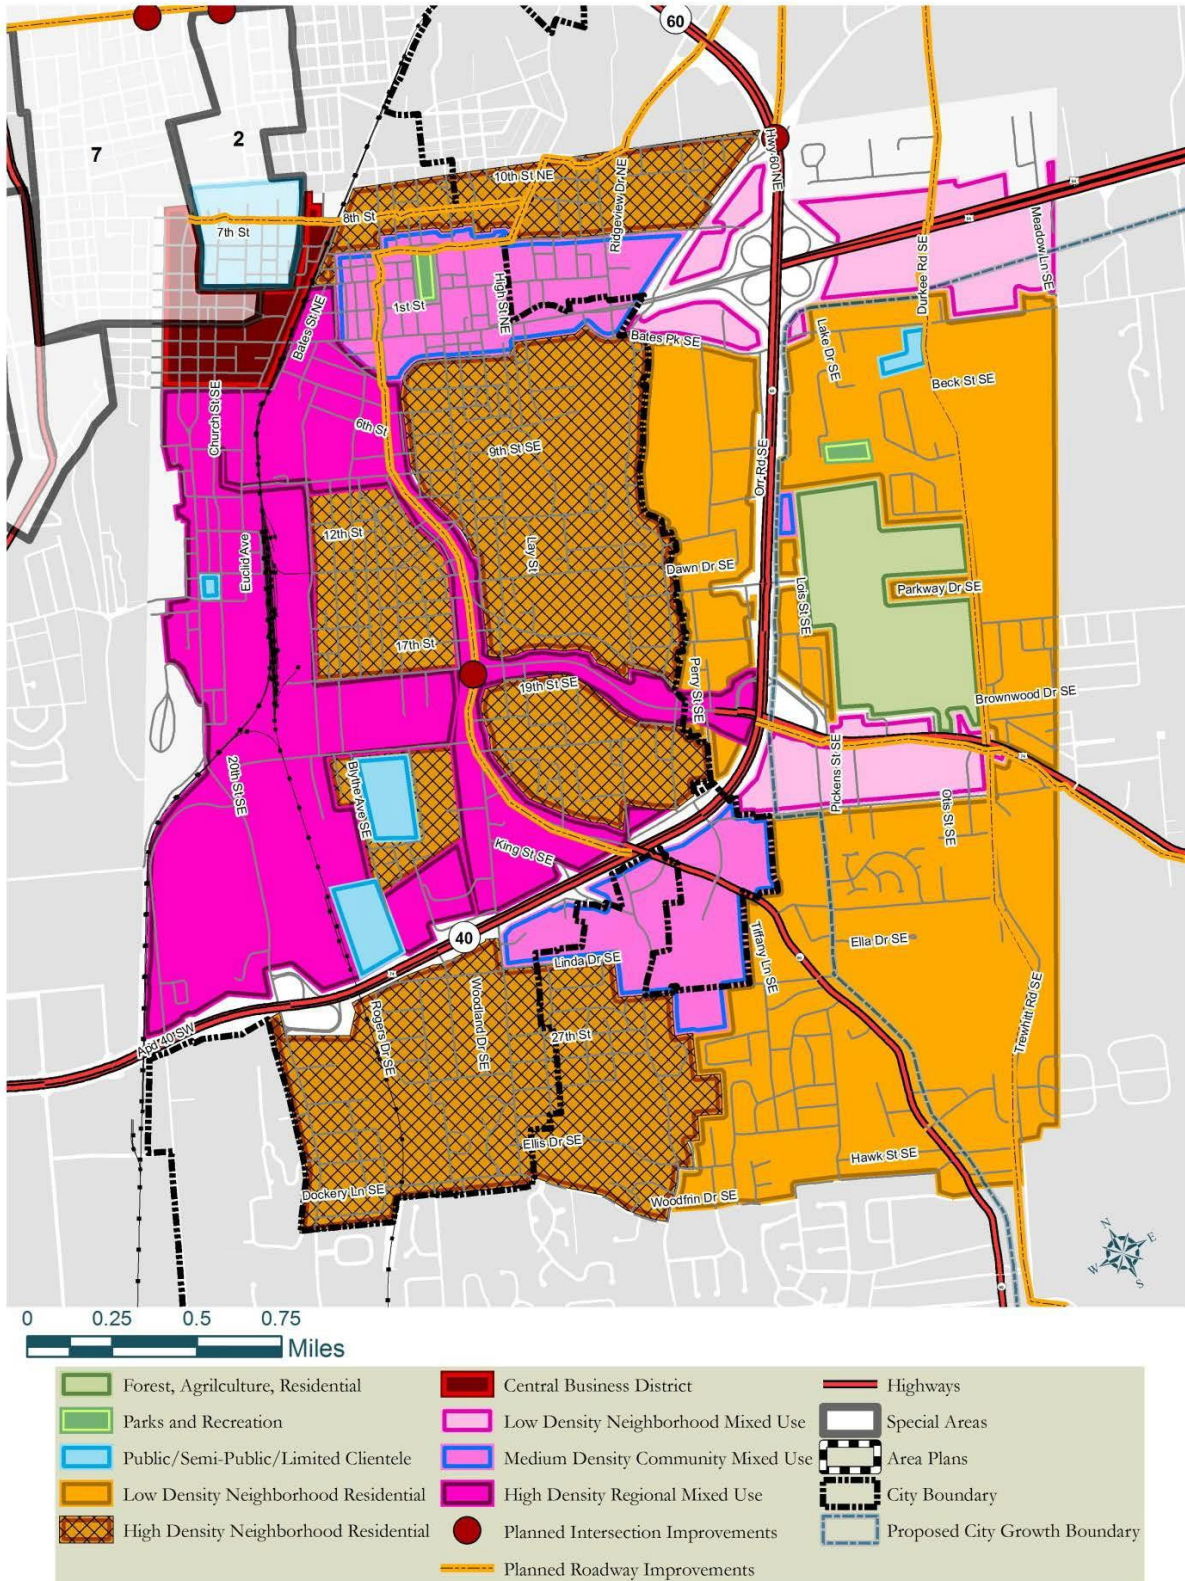 60
7
2
Hwy 60 NE
10th St NE
Ridgeview Dr NE
8th St
7th St
Meadow Ln SE
Durkee Rd SE
High St NE
1st St
Bates St NE
Bates Pk SE
Lake Dr SE
Beck St SE
Church St SE
6th St
9th St SE
Orr Rd SE
12th St
Lay St
Euclid Ave
Dawn Dr SE
Lois St SE
Parkway Dr SE
17th St
19th St SE
Perry St SE
Brownwood Dr SE
20th St SE
Blythe Ave SE
Pickens St SE
Otis St SE
King St SE
40
Tiffany Ln SE
Ella Dr SE
Linda Dr SE
Woodland Dr SE
Rogers Dr SE
27th St
Apd 40 SW
Trewhitt Rd SE
Ellis Dr SE
Hawk St SE
Dockery Ln SE
Woodfrin Dr SE
N
E
W
S
0 0.25 0.5 0.75
Miles
Forest, Agrilculture, Residential
Parks and Recreation
Public/Semi-Public/Limited Clientele
Low Density Neighborhood Residential
High Density Neighborhood Residential
Central Business District
Low Density Neighborhood Mixed Use
Medium Density Community Mixed Use
High Density Regional Mixed Use
Planned Intersection Improvements
Planned Roadway Improvements
Highways
Special Areas
Area Plans
City Boundary
Proposed City Growth Boundary